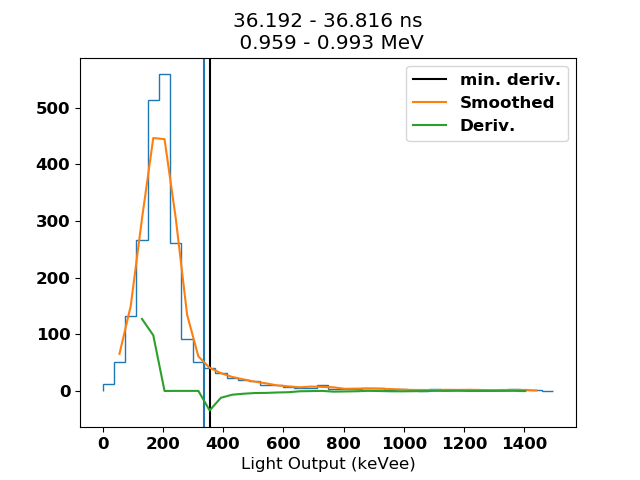 36.192 - 36.816 ns
0.959 - 0.993 MeV
min. deriv.
Smoothed
Deriv.
500
400
300
200
100
0
0 200 400 600 800 1000 1200 1400
Light Output (keVee)